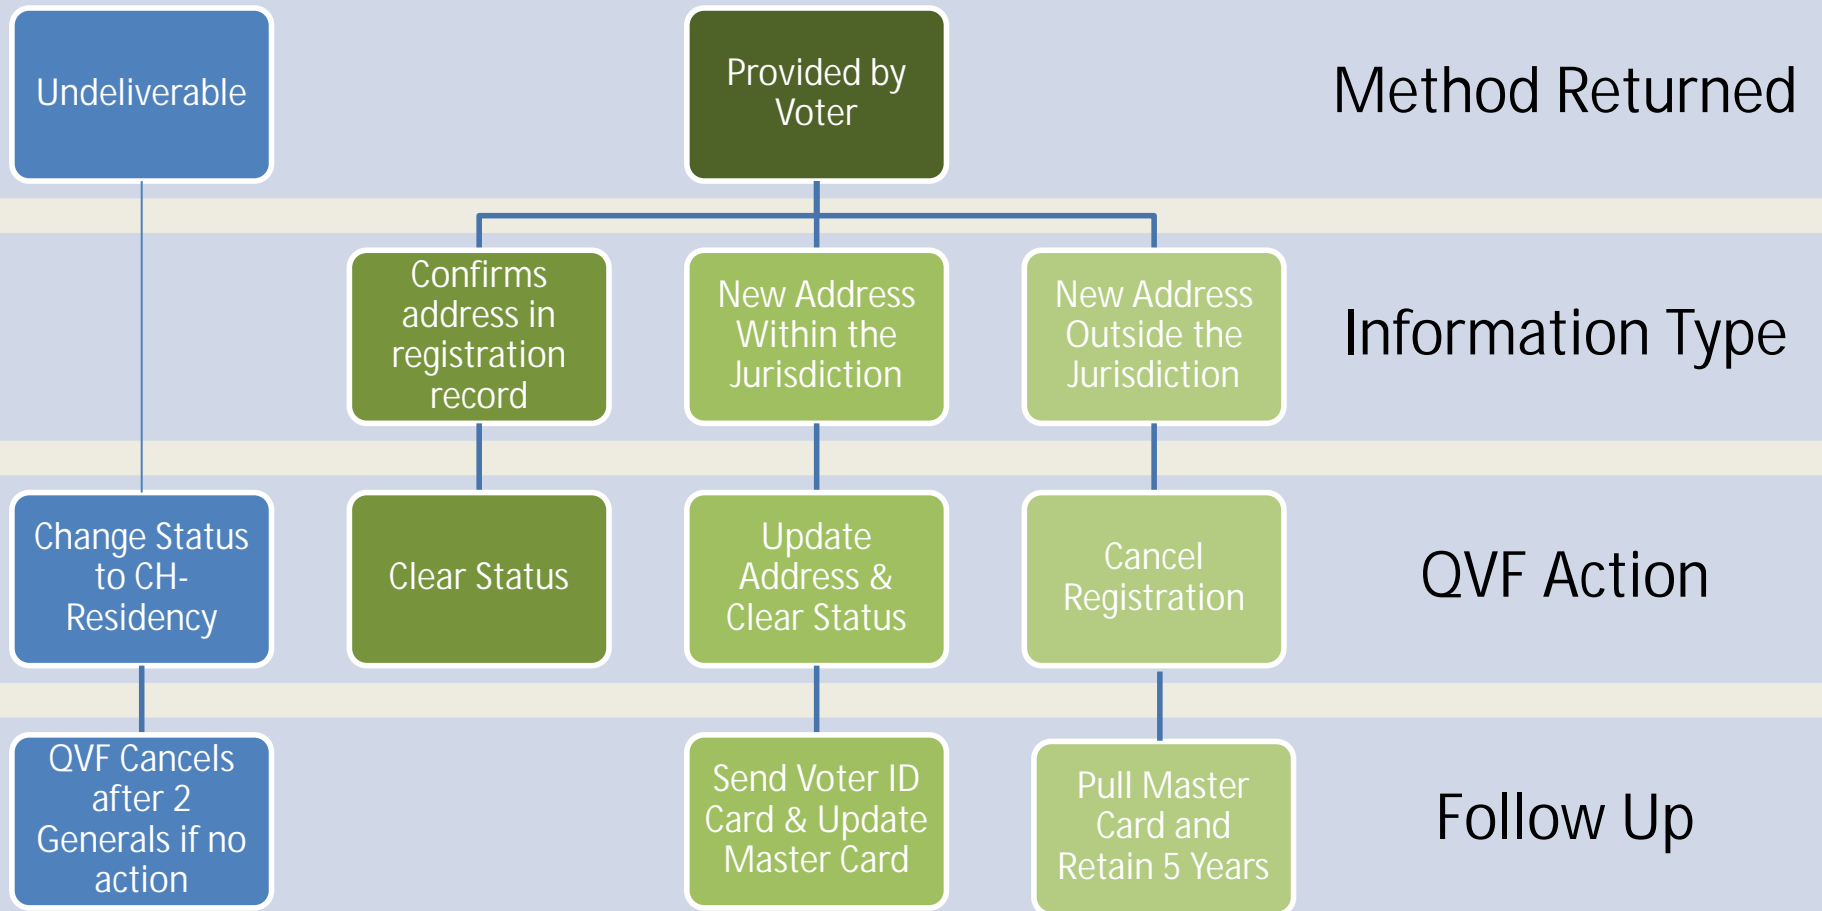 Undeliverable
Provided by
Voter
Method Returned
Confirms
address in
registration
record
New Address
Within the
Jurisdiction
New Address
Outside the
Jurisdiction
Information Type
Change Status
to CH-
Residency
Clear Status
Update
Address &
Clear Status
Cancel
Registration
QVF Action
QVF Cancels
after 2
Generals if no
action
Send Voter ID
Card & Update
Master Card
Pull Master
Card and
Retain 5 Years
Follow Up